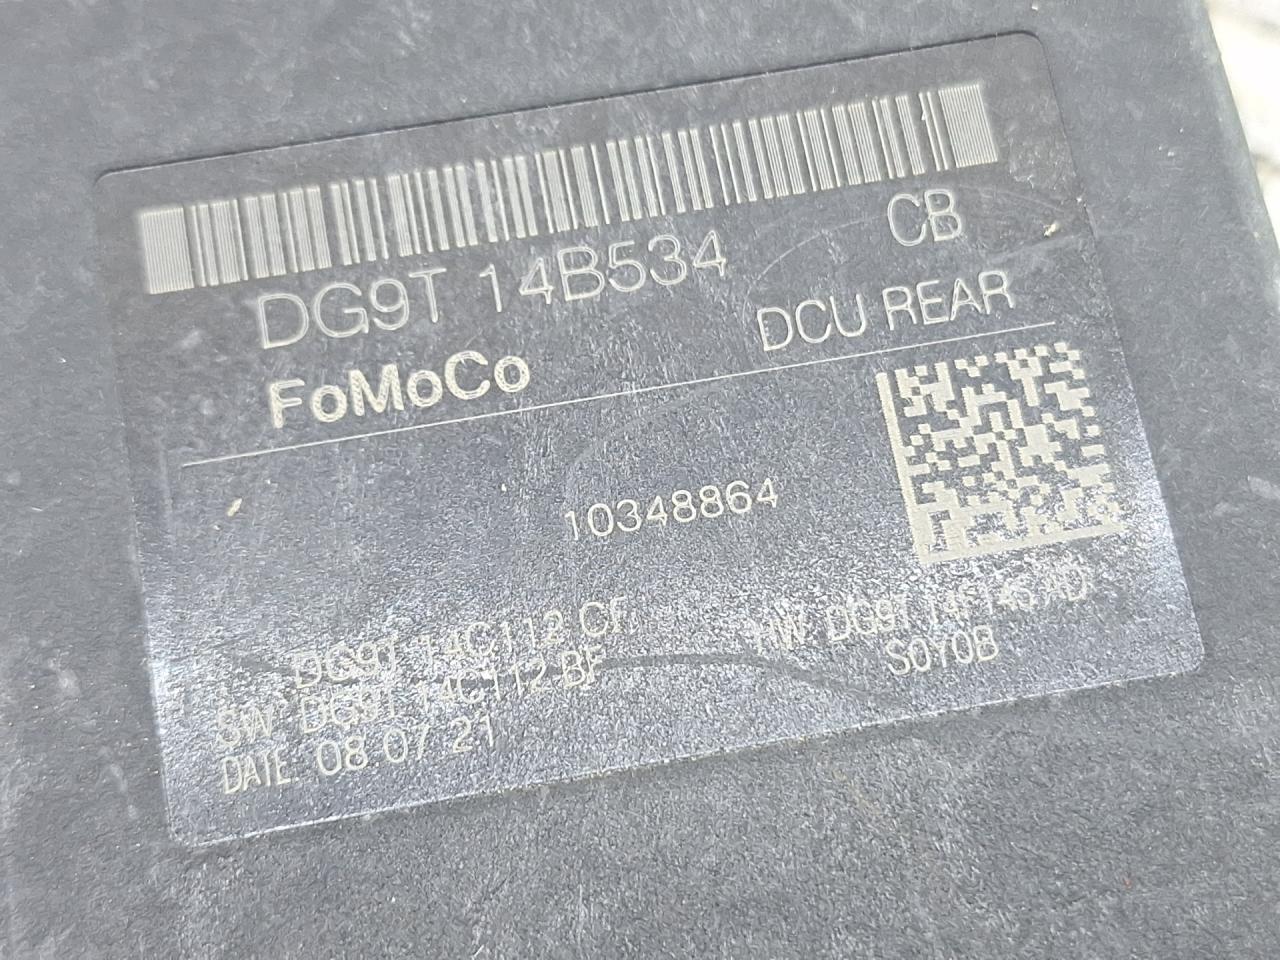 DG9T 14B534 CB
FoMoCo DCU REAR
10348864
DG9T 14C112 CF
SW DG9T 14C112 BF HW DG9T
DATE 08 07 21 S0Y0B